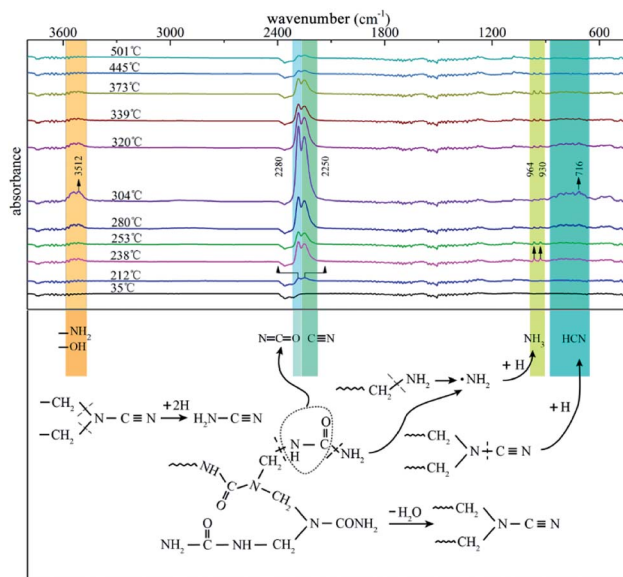 wavenumber (cm⁻¹)
3600 3000 2400 1800 1200 600
absorbance
501℃
445℃
373℃
339℃
320℃
304℃
280℃
253℃
238℃
212℃
35℃
3512
2280
2250
964
930
716
—NH₂
—OH
N=C=O C≡N
NH₃
HCN
—CH₂
—CH₂
N—C≡N
+2H
H₂N—C≡N
CH₂
NH₂
•NH₂
+ H
+ H
O
CH₂
N
H
C
NH₂
NH
C
O
N
CH₂
CH₂
CH₂
N—C≡N
O
NH₂—C—NH—CH₂
N—CONH₂
−H₂O
CH₂
CH₂
N—C≡N